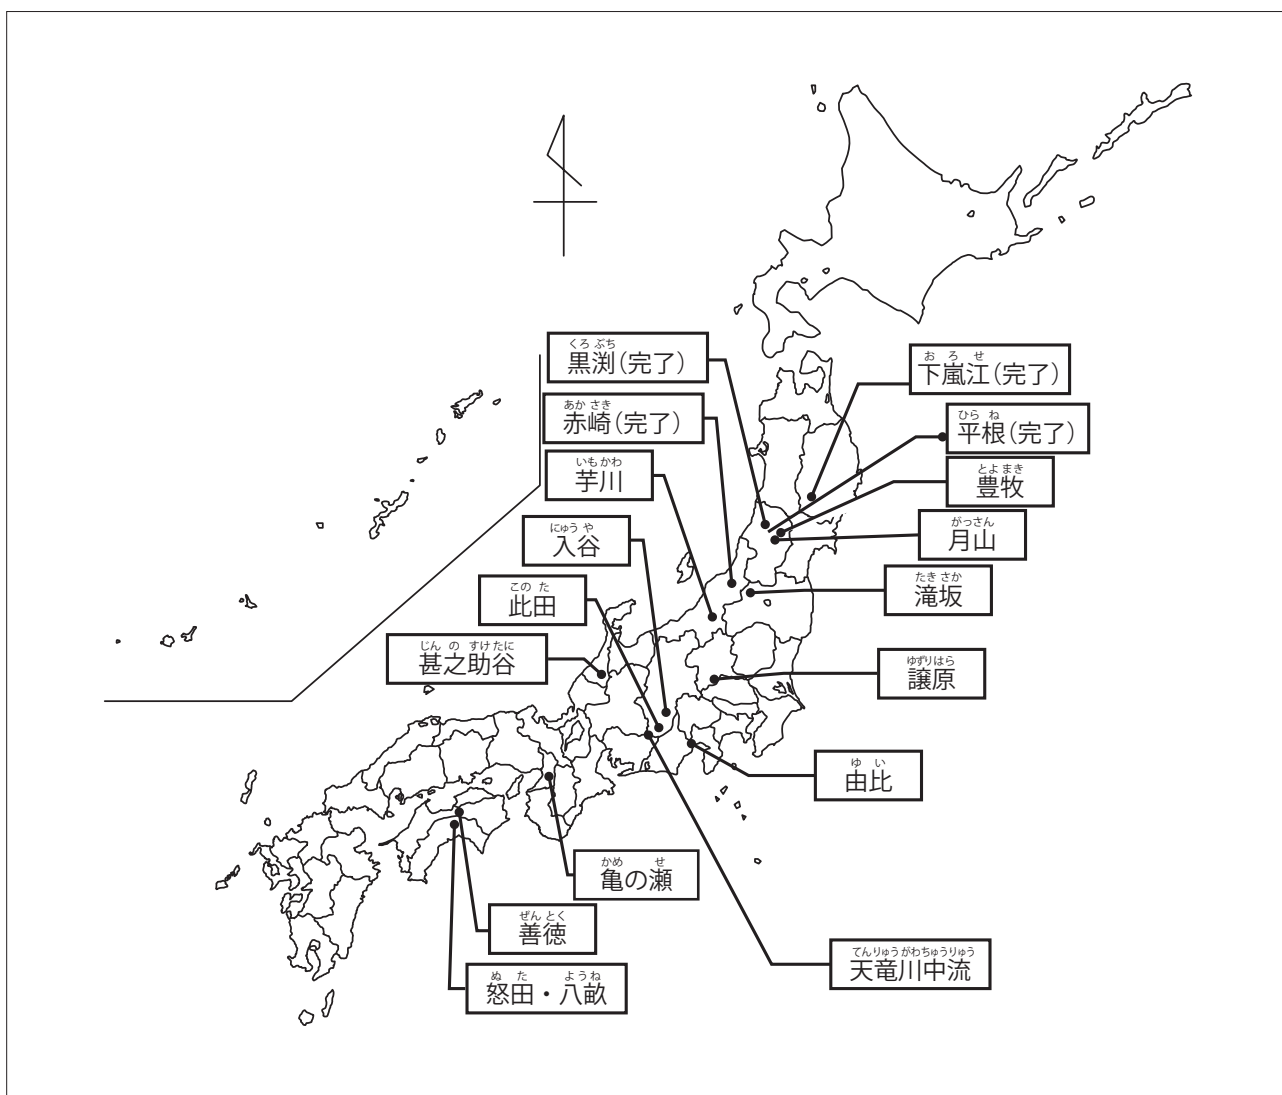 くろ ぶち
黒渕(完了)
あか さき
赤崎(完了)
いも かわ
芋川
にゅう や
入谷
この た
此田
じん の すけ たに
甚之助谷
お ろ せ
下嵐江(完了)
ひら ね
平根(完了)
とよ まき
豊牧
がっさん
月山
たき さか
滝坂
ゆずりはら
譲原
ゆ い
由比
かめ せ
亀の瀬
ぜん とく
善徳
ぬ た ようね
怒田・八畝
てんりゅうがわちゅうりゅう
天竜川中流